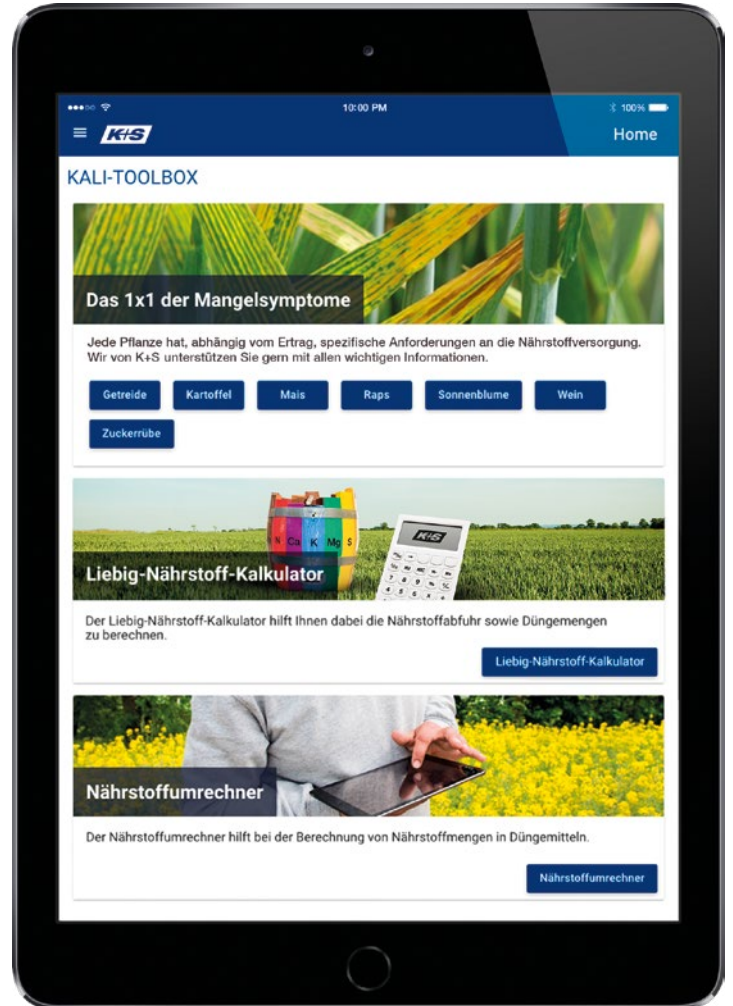 10:00 PM
100%
K+S
Home
KALI-TOOLBOX
Das 1x1 der Mangelsymptome
Jede Pflanze hat, abhängig vom Ertrag, spezifische Anforderungen an die Nährstoffversorgung.
Wir von K+S unterstützen Sie gern mit allen wichtigen Informationen.
Getreide Kartoffel Mais Raps Sonnenblume Wein
Zuckerrübe
N Ca K Mg S
K+S
Liebig-Nährstoff-Kalkulator
Der Liebig-Nährstoff-Kalkulator hilft Ihnen dabei die Nährstoffabfuhr sowie Düngemengen
zu berechnen.
Liebig-Nährstoff-Kalkulator
Nährstoffumrechner
Der Nährstoffumrechner hilft bei der Berechnung von Nährstoffmengen in Düngemitteln.
Nährstoffumrechner